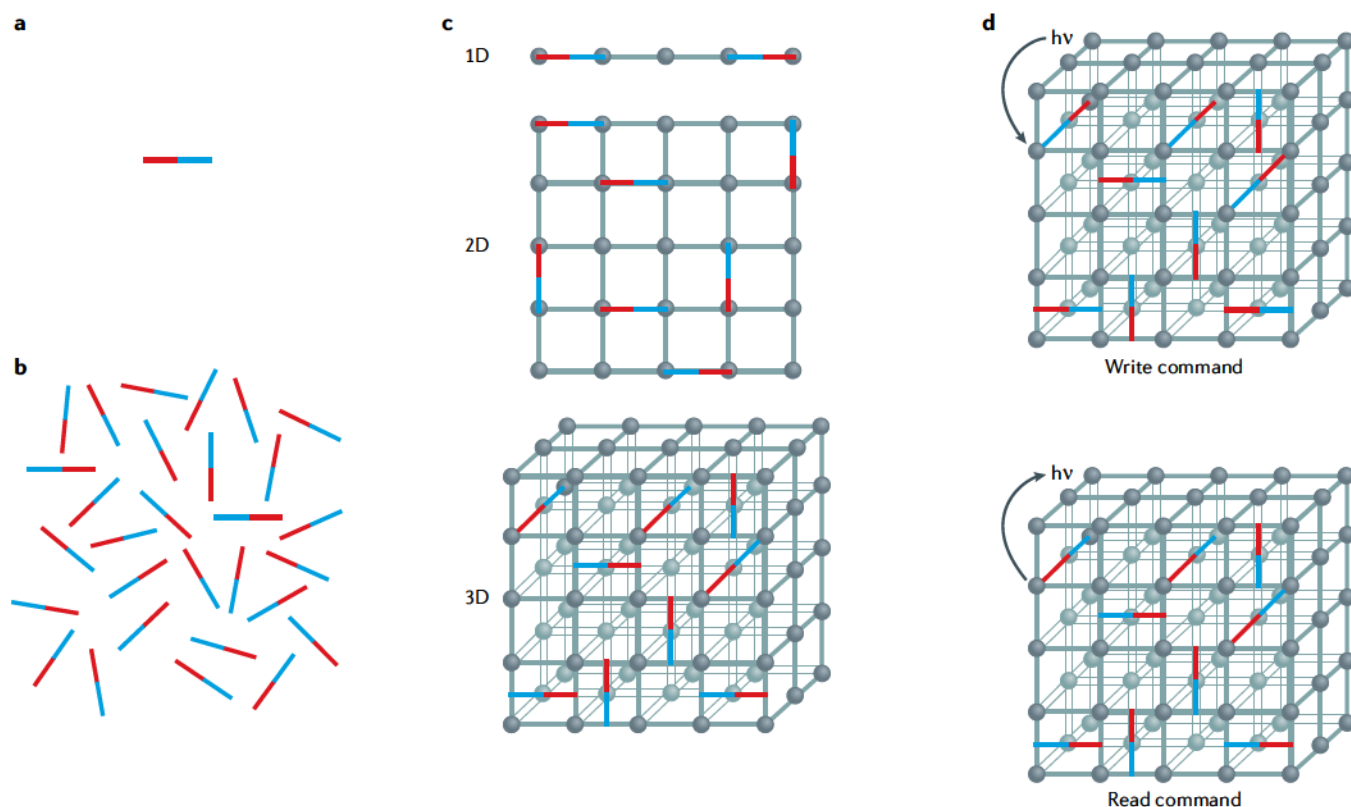 a
b
c
1D
2D
3D
d
hν
Write command
hν
Read command